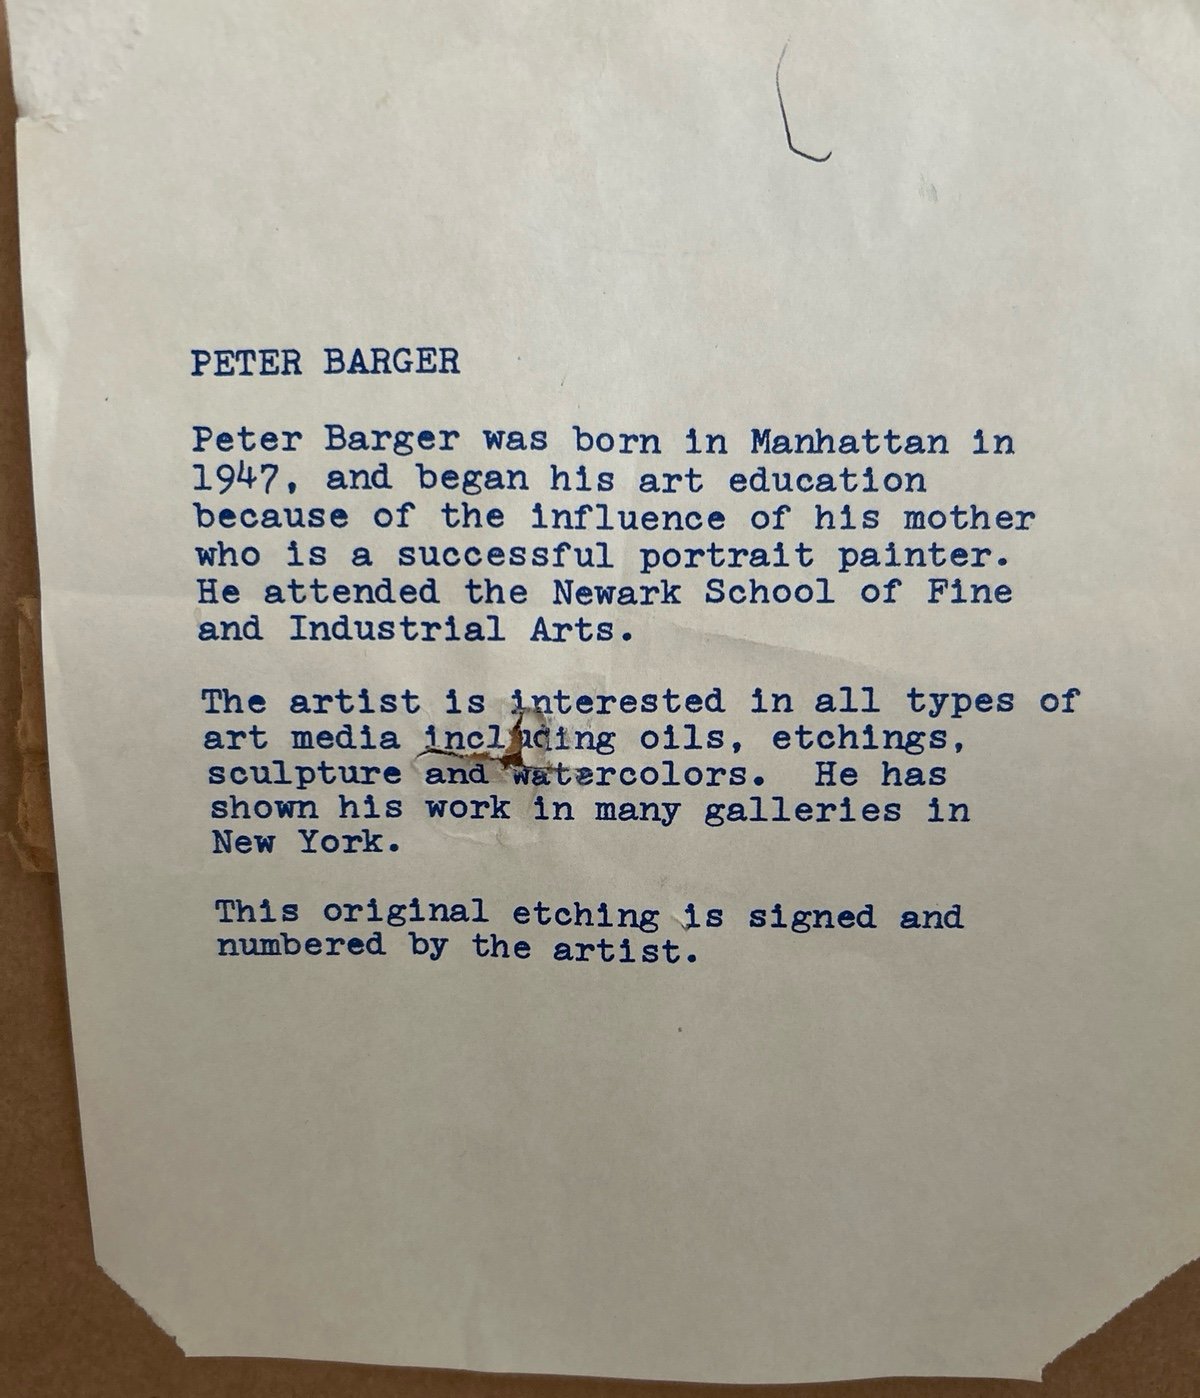 PETER BARGER
Peter Barger was born in Manhattan in
1947, and began his art education
because of the influence of his mother
who is a successful portrait painter.
He attended the Newark School of Fine
and Industrial Arts.
The artist is interested in all types of
art media including oils, etchings,
sculpture and watercolors.  He has
shown his work in many galleries in
New York.
This original etching is signed and
numbered by the artist.